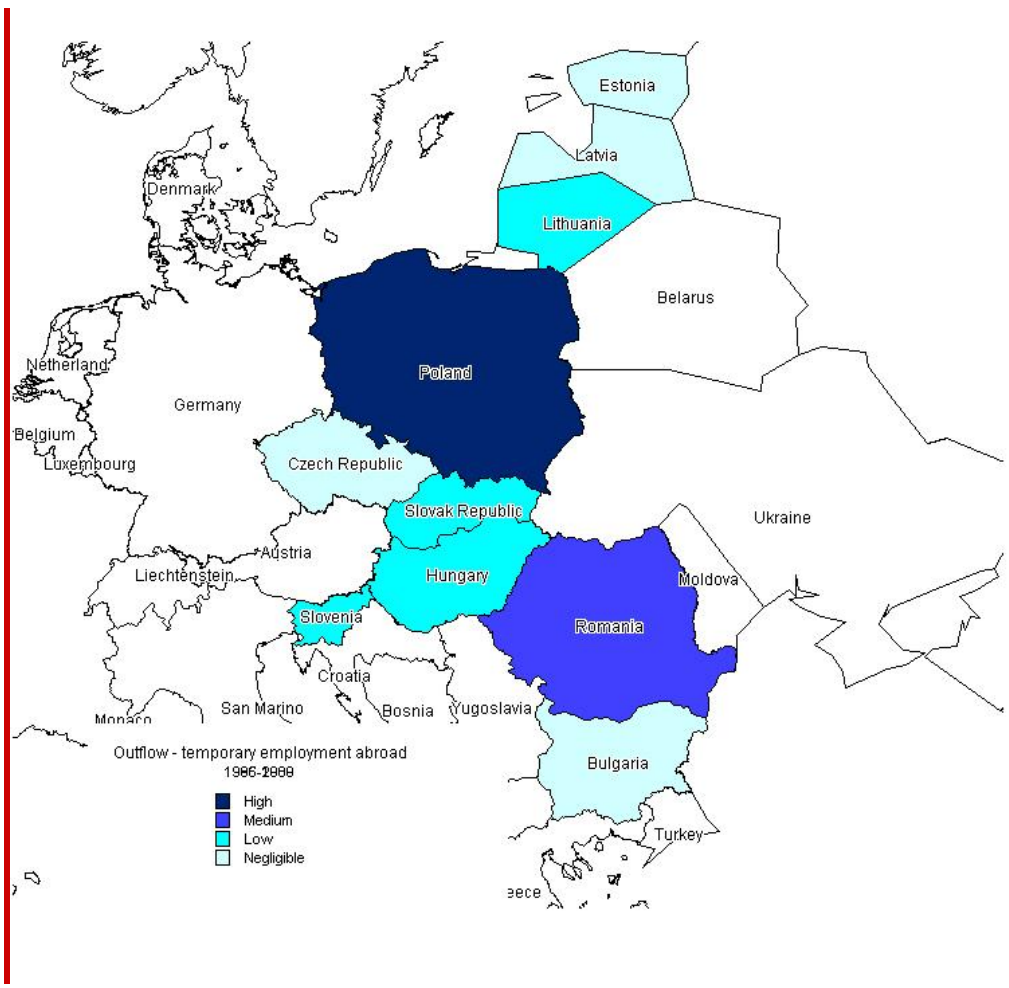 Estonia
Latvia
Denmark
Lithuania
Belarus
Netherland
Poland
Germany
Belgium
Luxembourg
Czech Republic
Slovak Republic
Ukraine
Austria
Liechtenstein
Hungary
Moldova
Slovenia
Romania
Croatia
San Marino
Bosnia
Yugoslavia
Monaco
Outflow - temporary employment abroad
Bulgaria
High
Medium
Low
Negligible
Turkey
eece